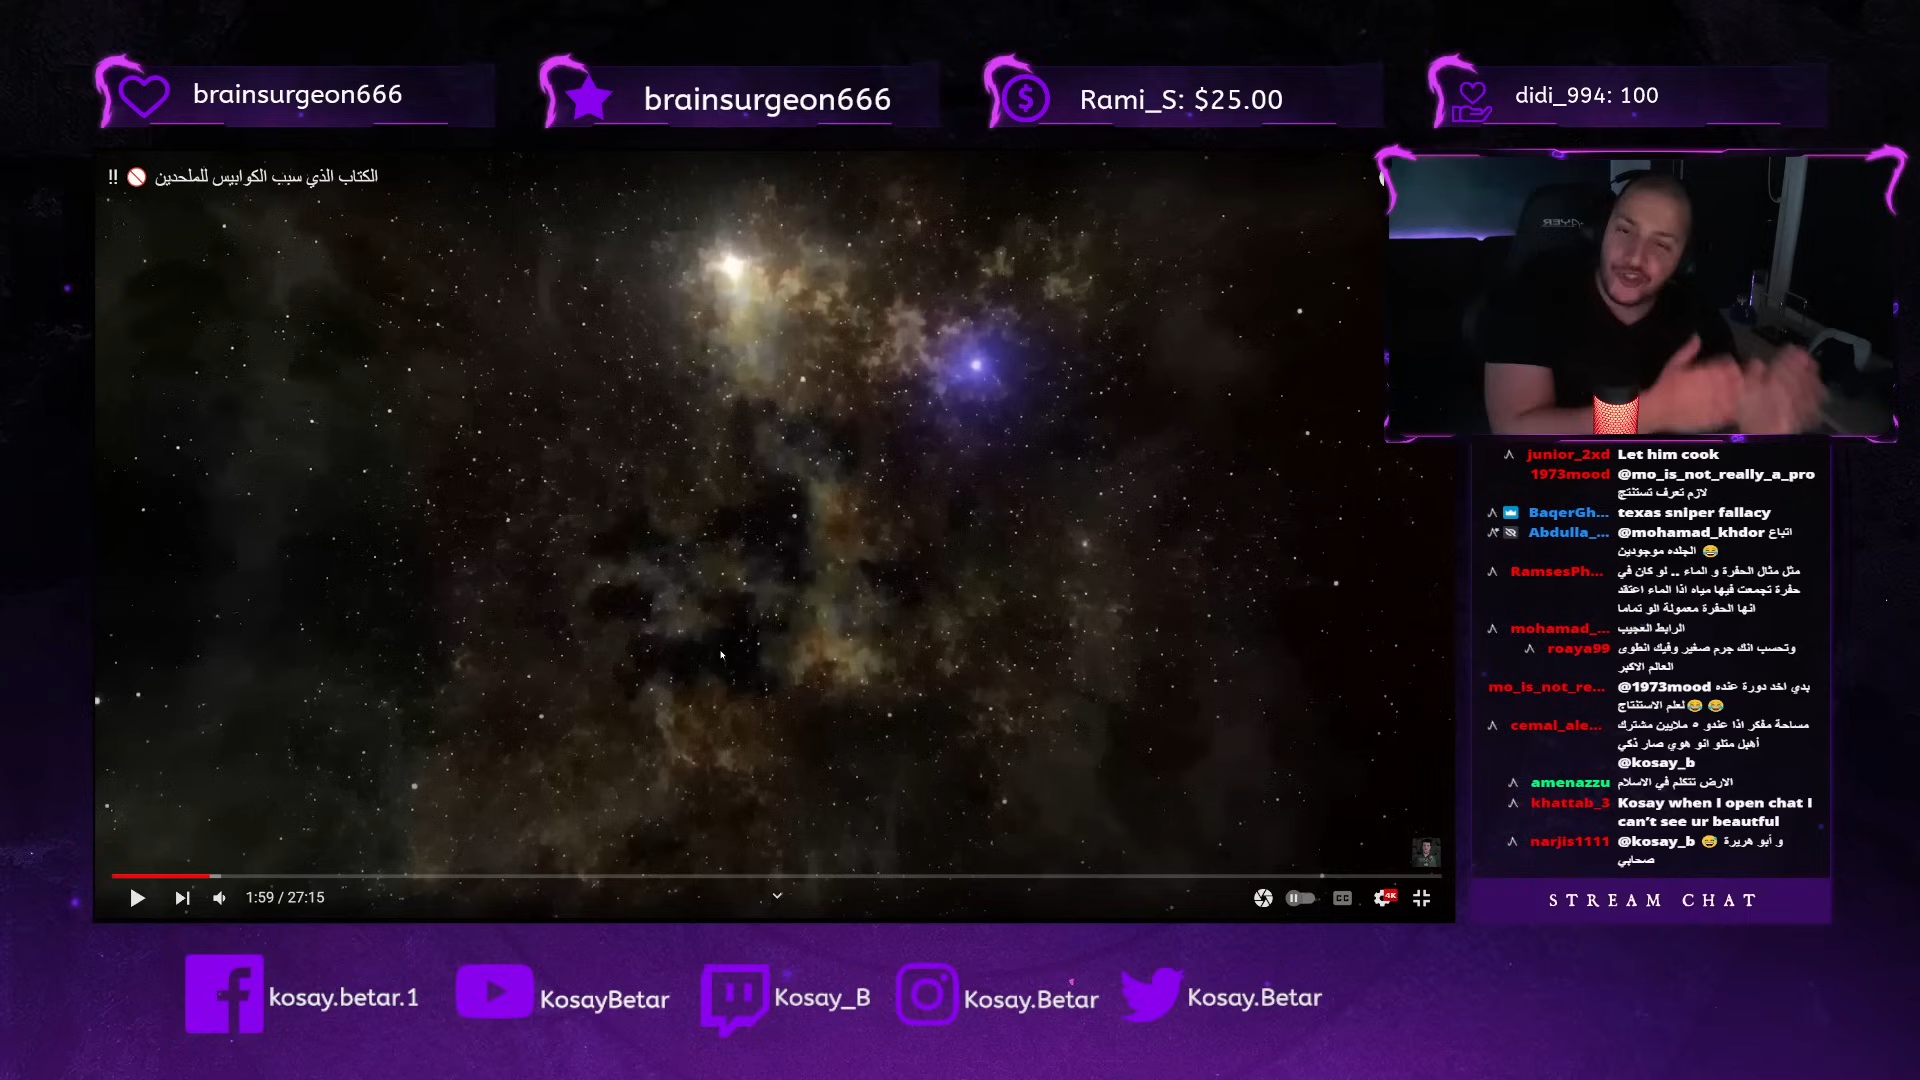 brainsurgeon666
brainsurgeon666
Rami_S: $25.00
didi_994: 100
الكتاب الذي سبب الكوابيس للملحدين 🚫 !!
junior_2xd Let him cook
1973mood @mo_is_not_really_a_pro
لازم تعرف تستنتج
BaqerGh... texas sniper fallacy
Abdulla_... @mohamad_khdor اتباع
الجلده موجودين 😂
RamsesPh... مثل مثال الحفرة و الماء .. لو كان في
حفرة تجمعت فيها مياه اذا الماء اعتقد
انها الحفرة معمولة الو تماما
mohamad_... الرابط العجيب
roaya99 وتحسب انك جرم صغير وفيك انطوى
العالم الاكبر
mo_is_not_re... @1973mood بدي اخد دورة عنده
لعلم الاستنتاج 😂 😂
cemal_ale... مساحة مفكر اذا عندو ٥ ملايين مشترك
أهبل متلو انو هوي صار ذكي
@kosay_b
amenazzu الارض تتكلم في الاسلام
khattab_3 Kosay when I open chat I
can't see ur beautful
narjis1111 @kosay_b 😅 و أبو هريرة
صحابي
STREAM CHAT
1:59 / 27:15
CC
4K
kosay.betar.1
KosayBetar
Kosay_B
Kosay.Betar
Kosay.Betar